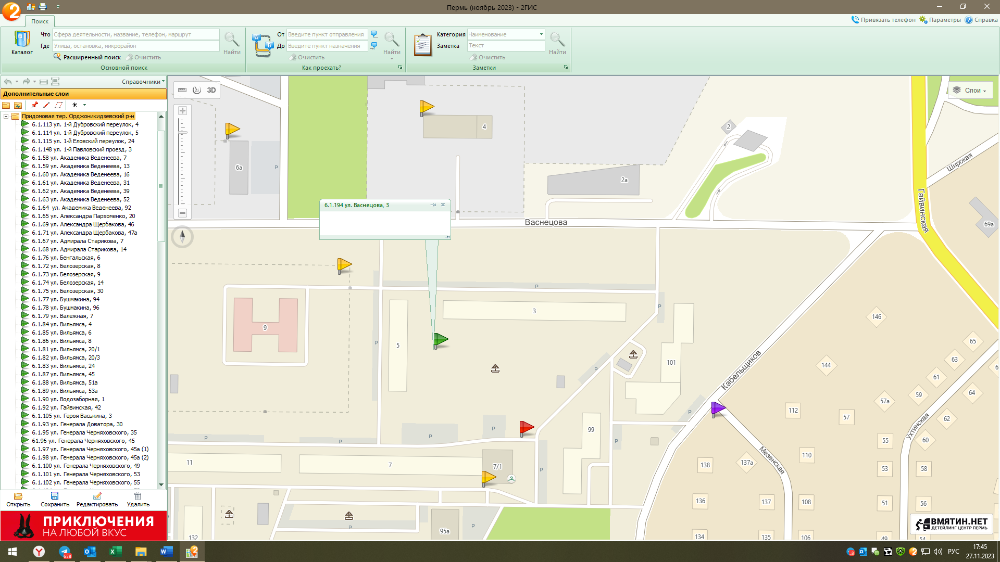 Пермь (ноябрь 2023) - 2ГИС
Поиск
Привязать телефон
Параметры
Справка
Каталог
Что
Сфера деятельности, название, телефон, маршрут
Где
Улица, остановка, микрорайон
Расширенный поиск
Очистить
Найти
Основной поиск
От
Введите пункт отправления
До
Введите пункт назначения
Очистить
Найти
Как проехать?
Категория
Наименование
Заметка
Текст
Очистить
Найти
Заметки
Справочники
Дополнительные слои
Придомовая тер. Орджоникидзевский р-н
6.1.113 ул. 1-й Дубровский переулок, 4
6.1.114 ул. 1-й Дубровский переулок, 5
6.1.115 ул. 1-й Еловский переулок, 24
6.1.148 ул. 1-й Павловский проезд, 3
6.1.58 ул. Академика Веденеева, 7
6.1.59 ул. Академика Веденеева, 13
6.1.60 ул. Академика Веденеева, 16
6.1.61 ул. Академика Веденеева, 31
6.1.62 ул. Академика Веденеева, 39
6.1.63 ул. Академика Веденеева, 52
6.1.64 ул. Академика Веденеева, 92
6.1.65 ул. Александра Пархоменко, 20
6.1.69 ул. Александра Щербакова, 46
6.1.71 ул. Александра Щербакова, 47а
6.1.67 ул. Адмирала Старикова, 7
6.1.68 ул. Адмирала Старикова, 14
6.1.76 ул. Бенгальская, 6
6.1.72 ул. Белозерская, 8
6.1.73 ул. Белозерская, 9
6.1.74 ул. Белозерская, 14
6.1.75 ул. Белозерская, 30
6.1.77 ул. Бушмакина, 94
6.1.78 ул. Бушмакина, 96
6.1.79 ул. Валежная, 7
6.1.84 ул. Вильямса, 4
6.1.85 ул. Вильямса, 6
6.1.86 ул. Вильямса, 8
6.1.81 ул. Вильямса, 20/1
6.1.82 ул. Вильямса, 20/3
6.1.83 ул. Вильямса, 24
6.1.87 ул. Вильямса, 45
6.1.88 ул. Вильямса, 51а
6.1.89 ул. Вильямса, 53а
6.1.90 ул. Водозаборная, 1
6.1.92 ул. Гайвинская, 42
6.1.105 ул. Героя Васькина, 3
6.1.93 ул. Генерала Доватора, 30
6.1.95 ул. Генерала Черняховского, 35
61.96 ул. Генерала Черняховского, 45
6.1.97 ул. Генерала Черняховского, 45а (1)
6.1.98 ул. Генерала Черняховского, 45а (2)
6.1.100 ул. Генерала Черняховского, 49
6.1.101 ул. Генерала Черняховского, 53
6.1.102 ул. Генерала Черняховского, 55
Открыть
Сохранить
Редактировать
Удалить
ПРИКЛЮЧЕНИЯ
НА ЛЮБОЙ ВКУС
3D
Слои
6.1.194 ул. Васнецова, 3
4
2
6а
P
2а
Широкая
Гайвинская
69а
Васнецова
P
3
P
9
5
P
146
65
63
61
59
64
6
101
144
P
Кабельщиков
57а
112
57
62
Ухтинская
60
55
P
99
P
P
P
P
P
11
7
7/1
P
110
Мезенская
138
137а
53
58
136
137
108
51
56
132
P
95а
P
134
135
106
49
54
ВМЯТИН.НЕТ
ДЕТЕЙЛИНГ ЦЕНТР ПЕРМЬ
658
РУС
17:45
27.11.2023